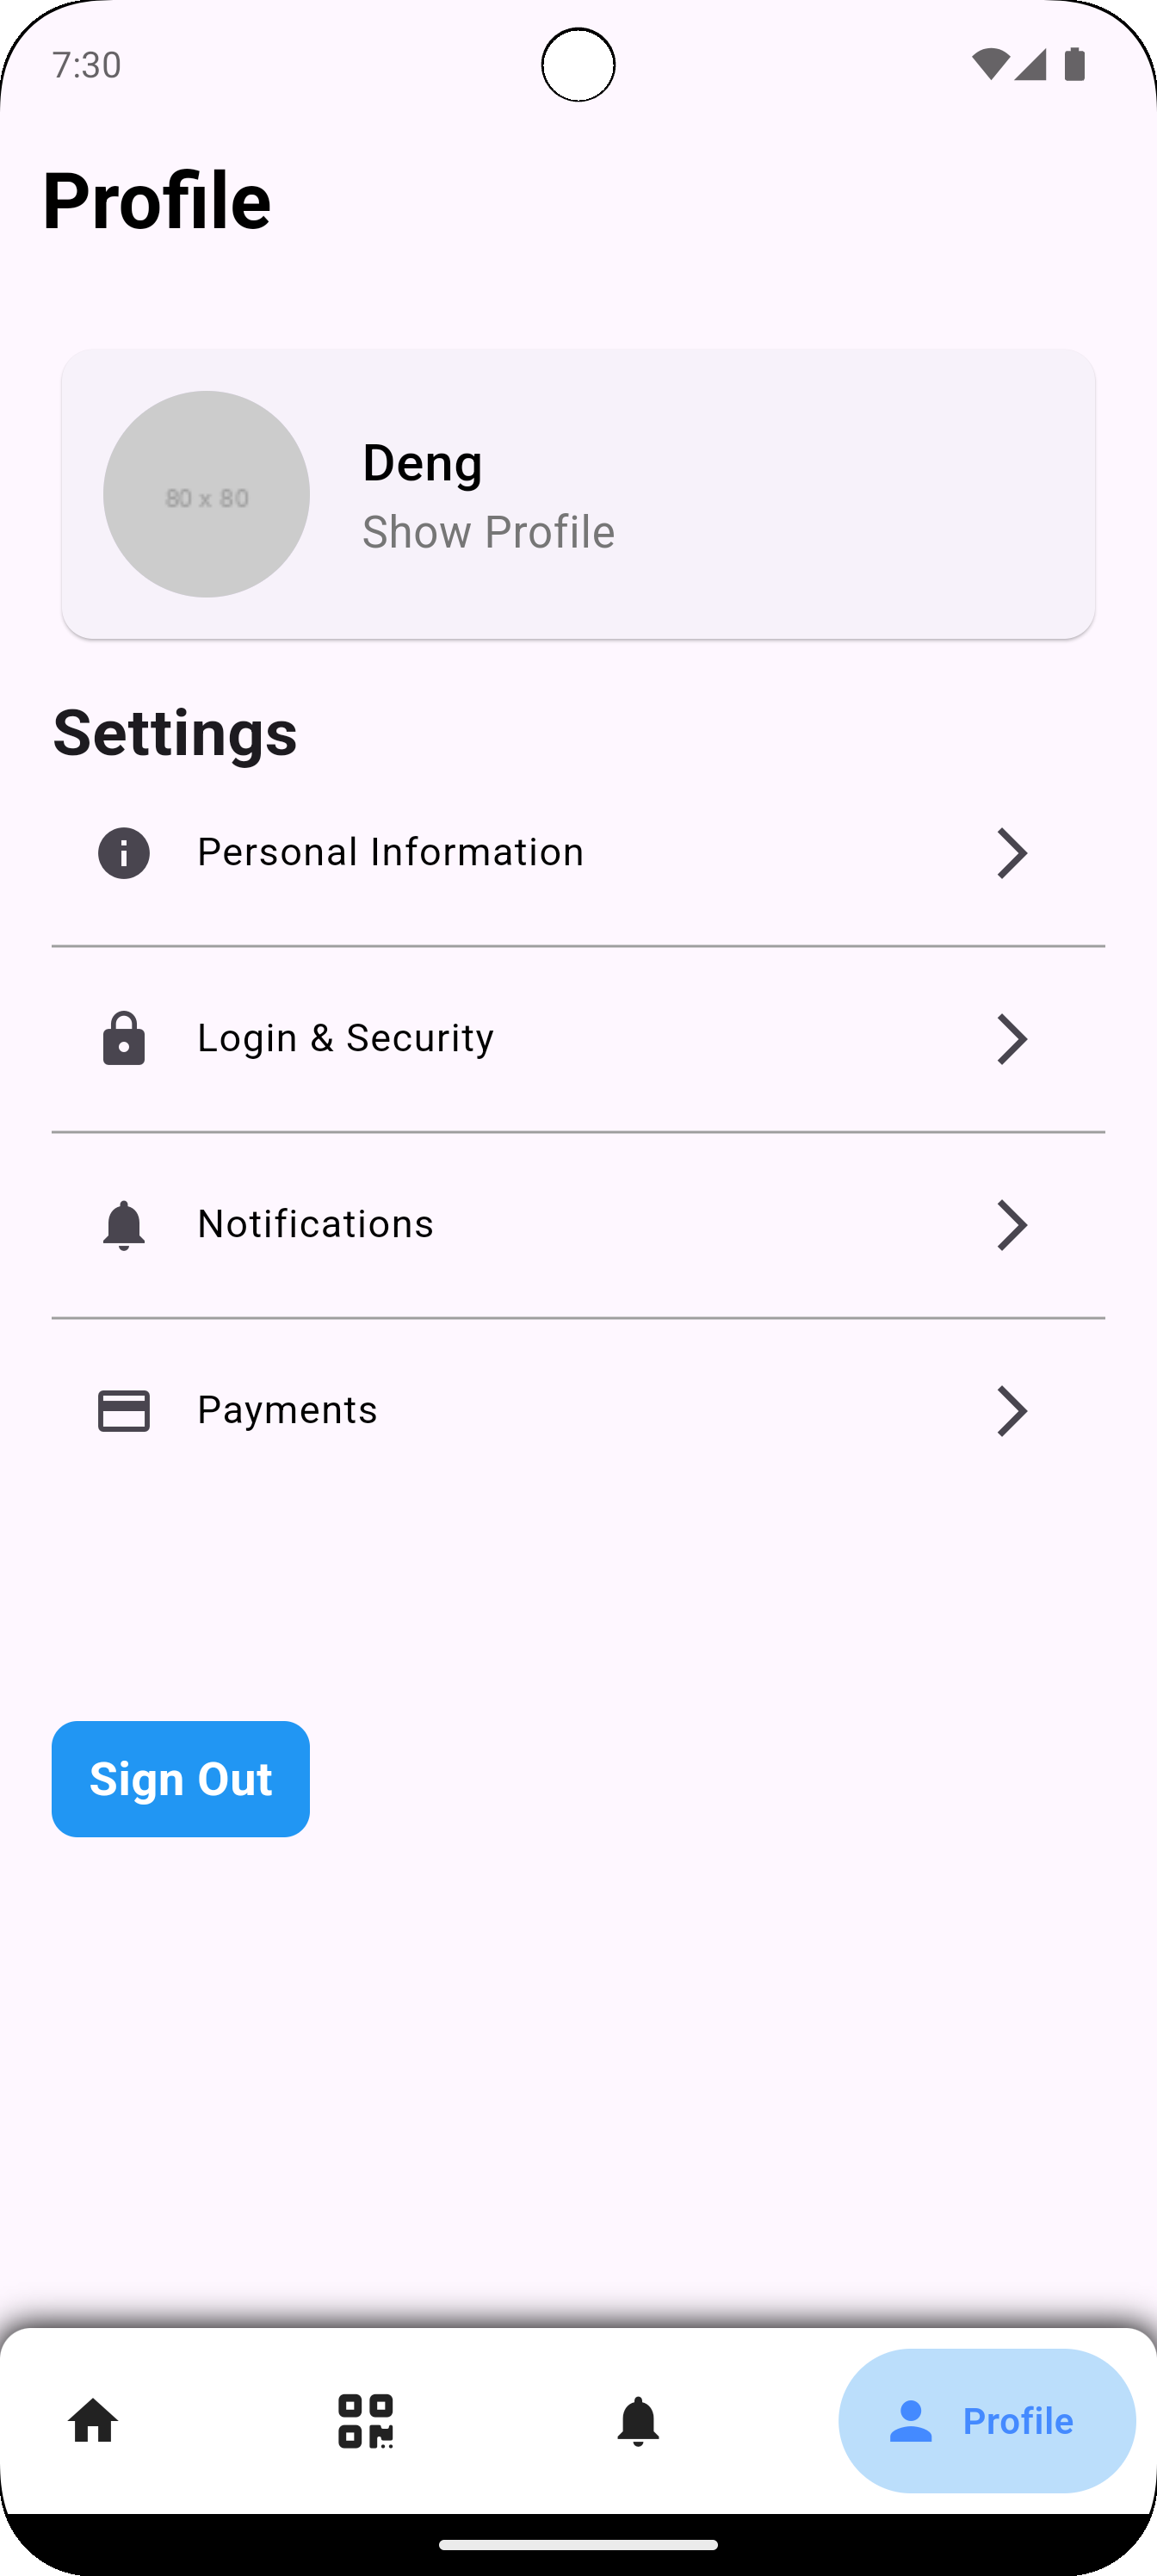 7:30
Profile
80 x 80
Deng
Show Profile
Settings
Personal Information
Login & Security
Notifications
Payments
Sign Out
Profile